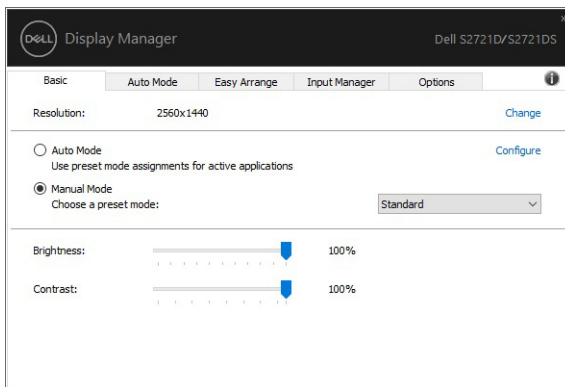 DELL Display Manager Dell S2721D/S2721DS
Basic Auto Mode Easy Arrange Input Manager Options
Resolution: 2560x1440 Change
Auto Mode Configure
Use preset mode assignments for active applications
Manual Mode
Choose a preset mode: Standard
Brightness: 100%
Contrast: 100%